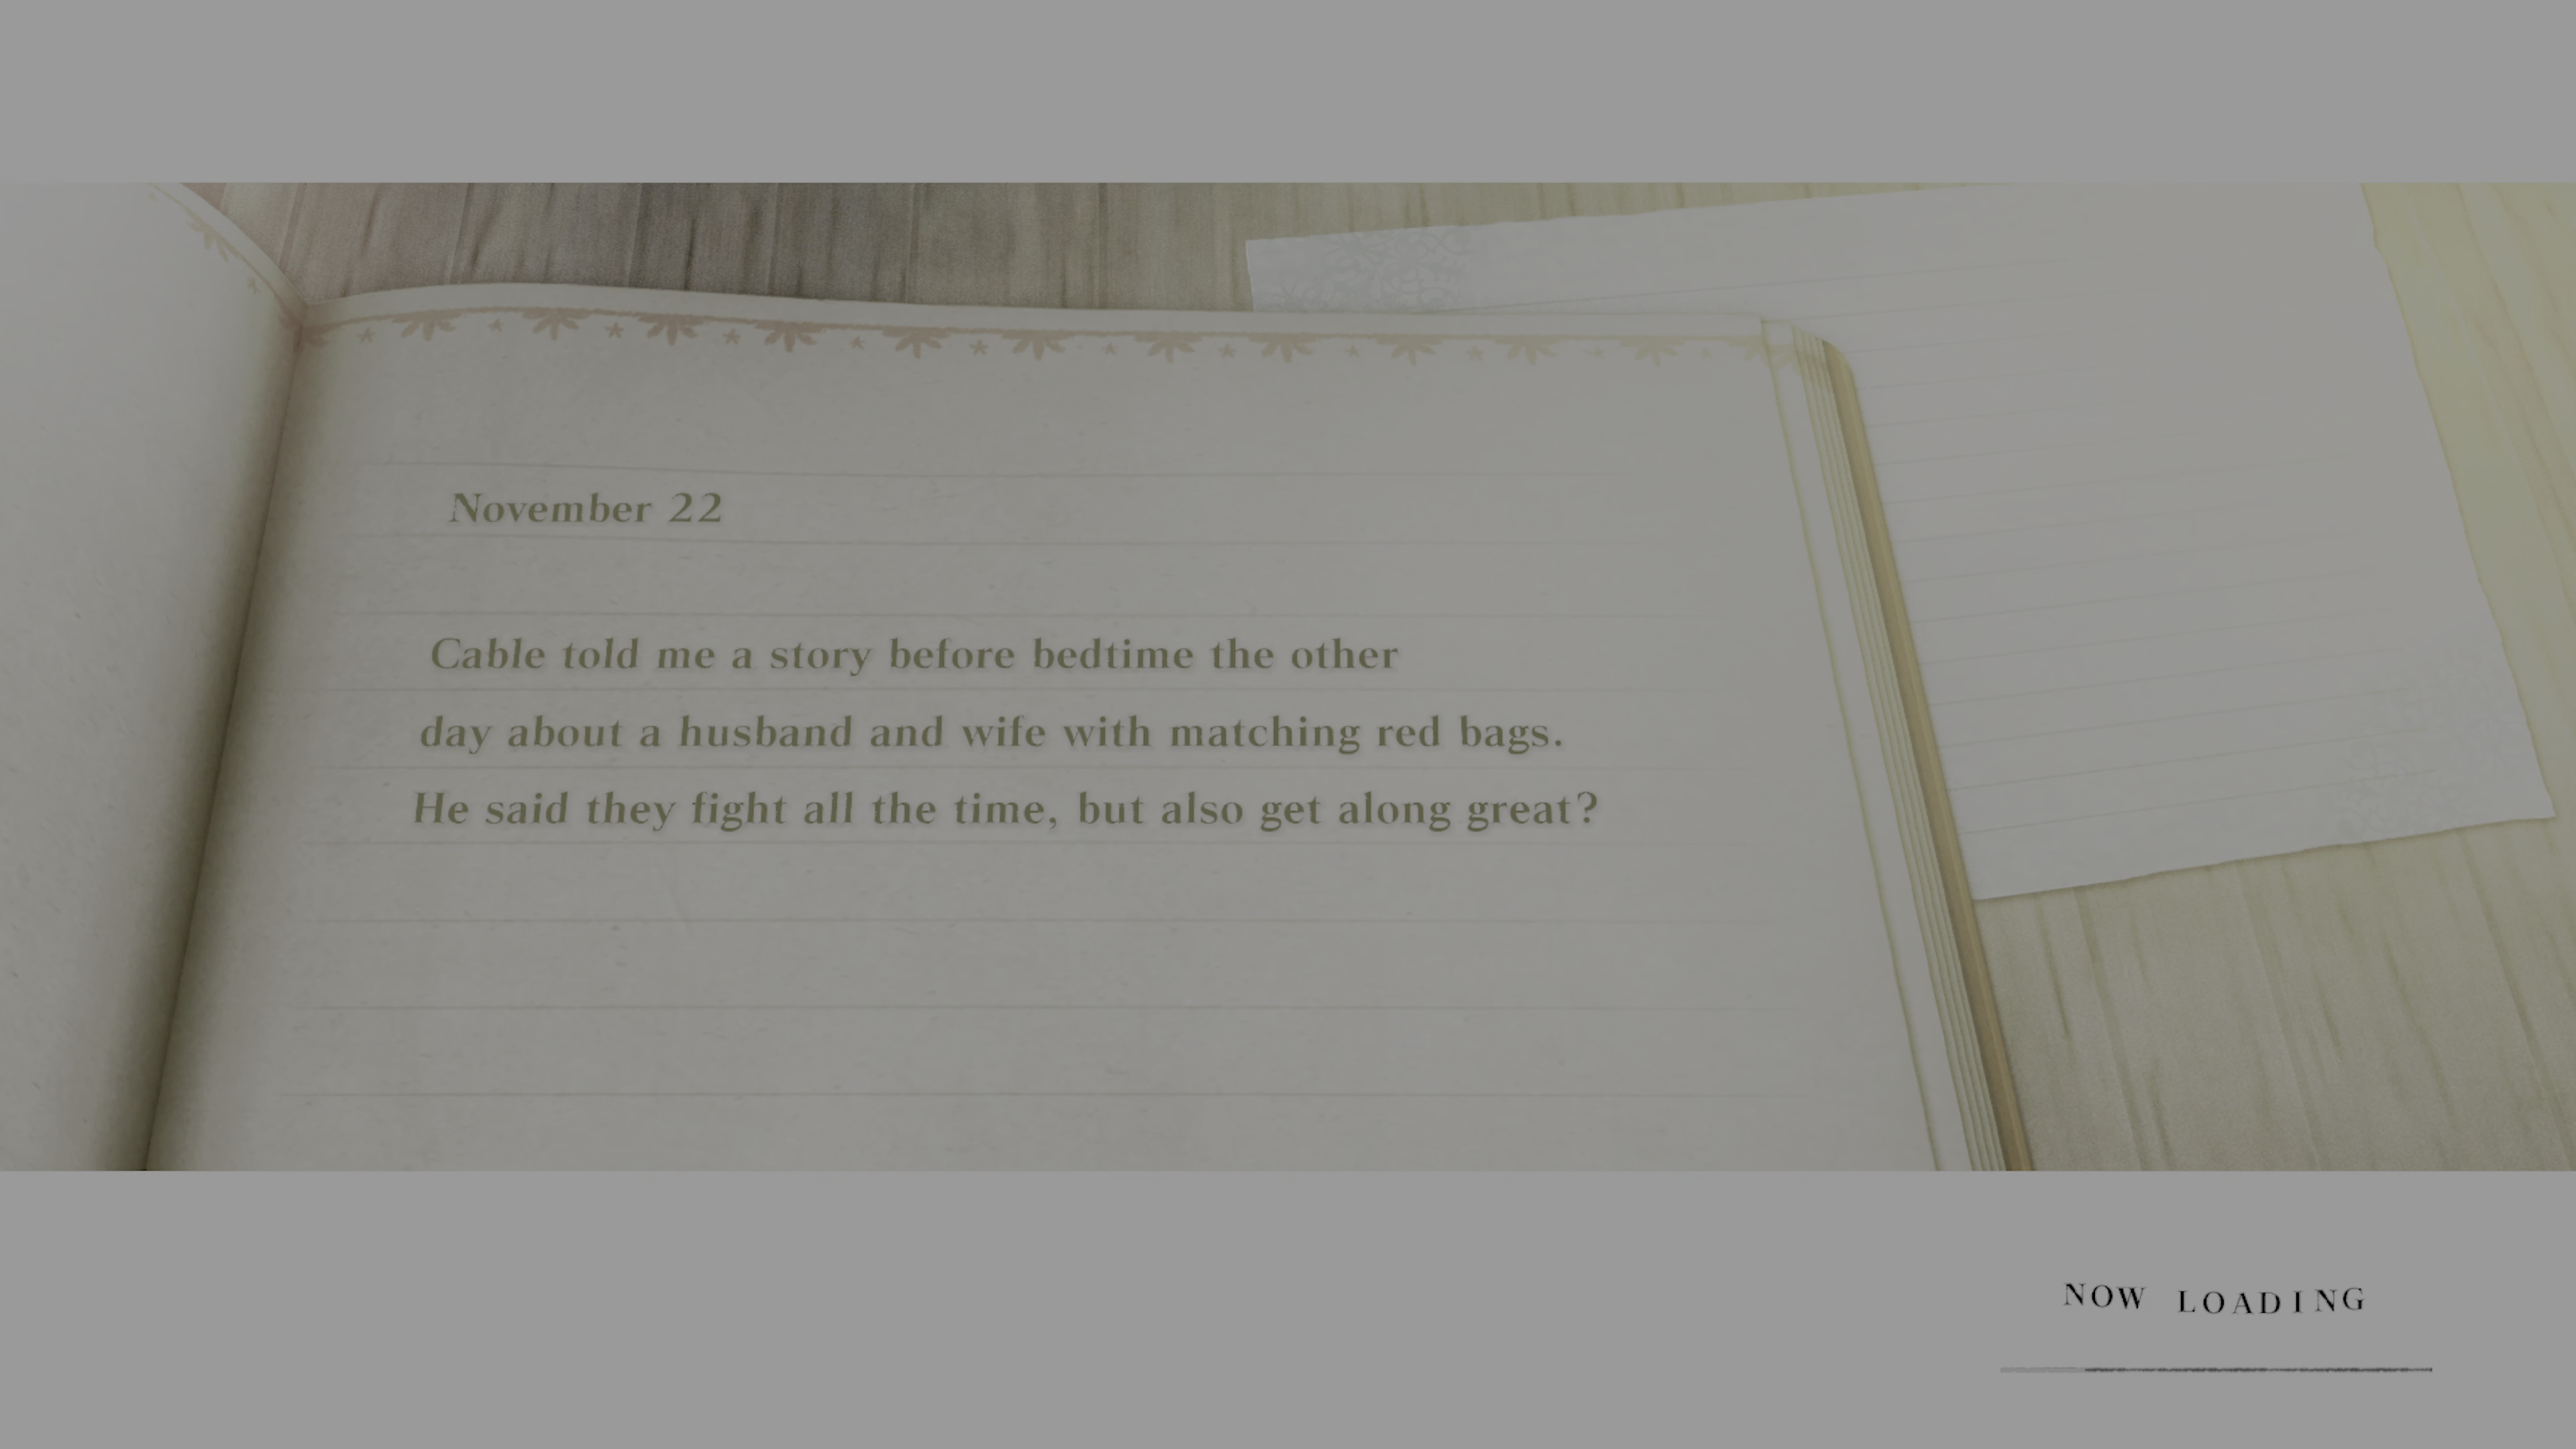 November 22
Cable told me a story before bedtime the other
day about a husband and wife with matching red bags.
He said they fight all the time, but also get along great?
NOW LOADING